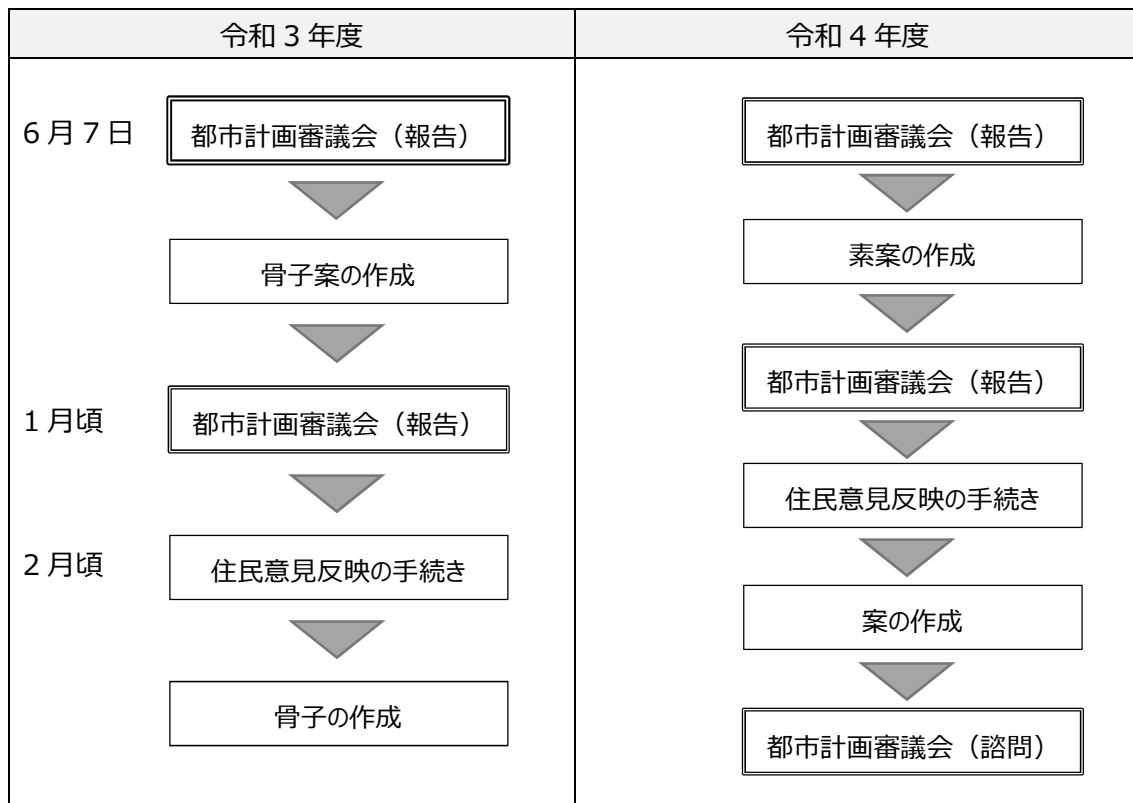 令和3年度
6月7日
都市計画審議会（報告）
骨子案の作成
1月頃
都市計画審議会（報告）
2月頃
住民意見反映の手続き
骨子の作成
令和4年度
都市計画審議会（報告）
素案の作成
都市計画審議会（報告）
住民意見反映の手続き
案の作成
都市計画審議会（諮問）